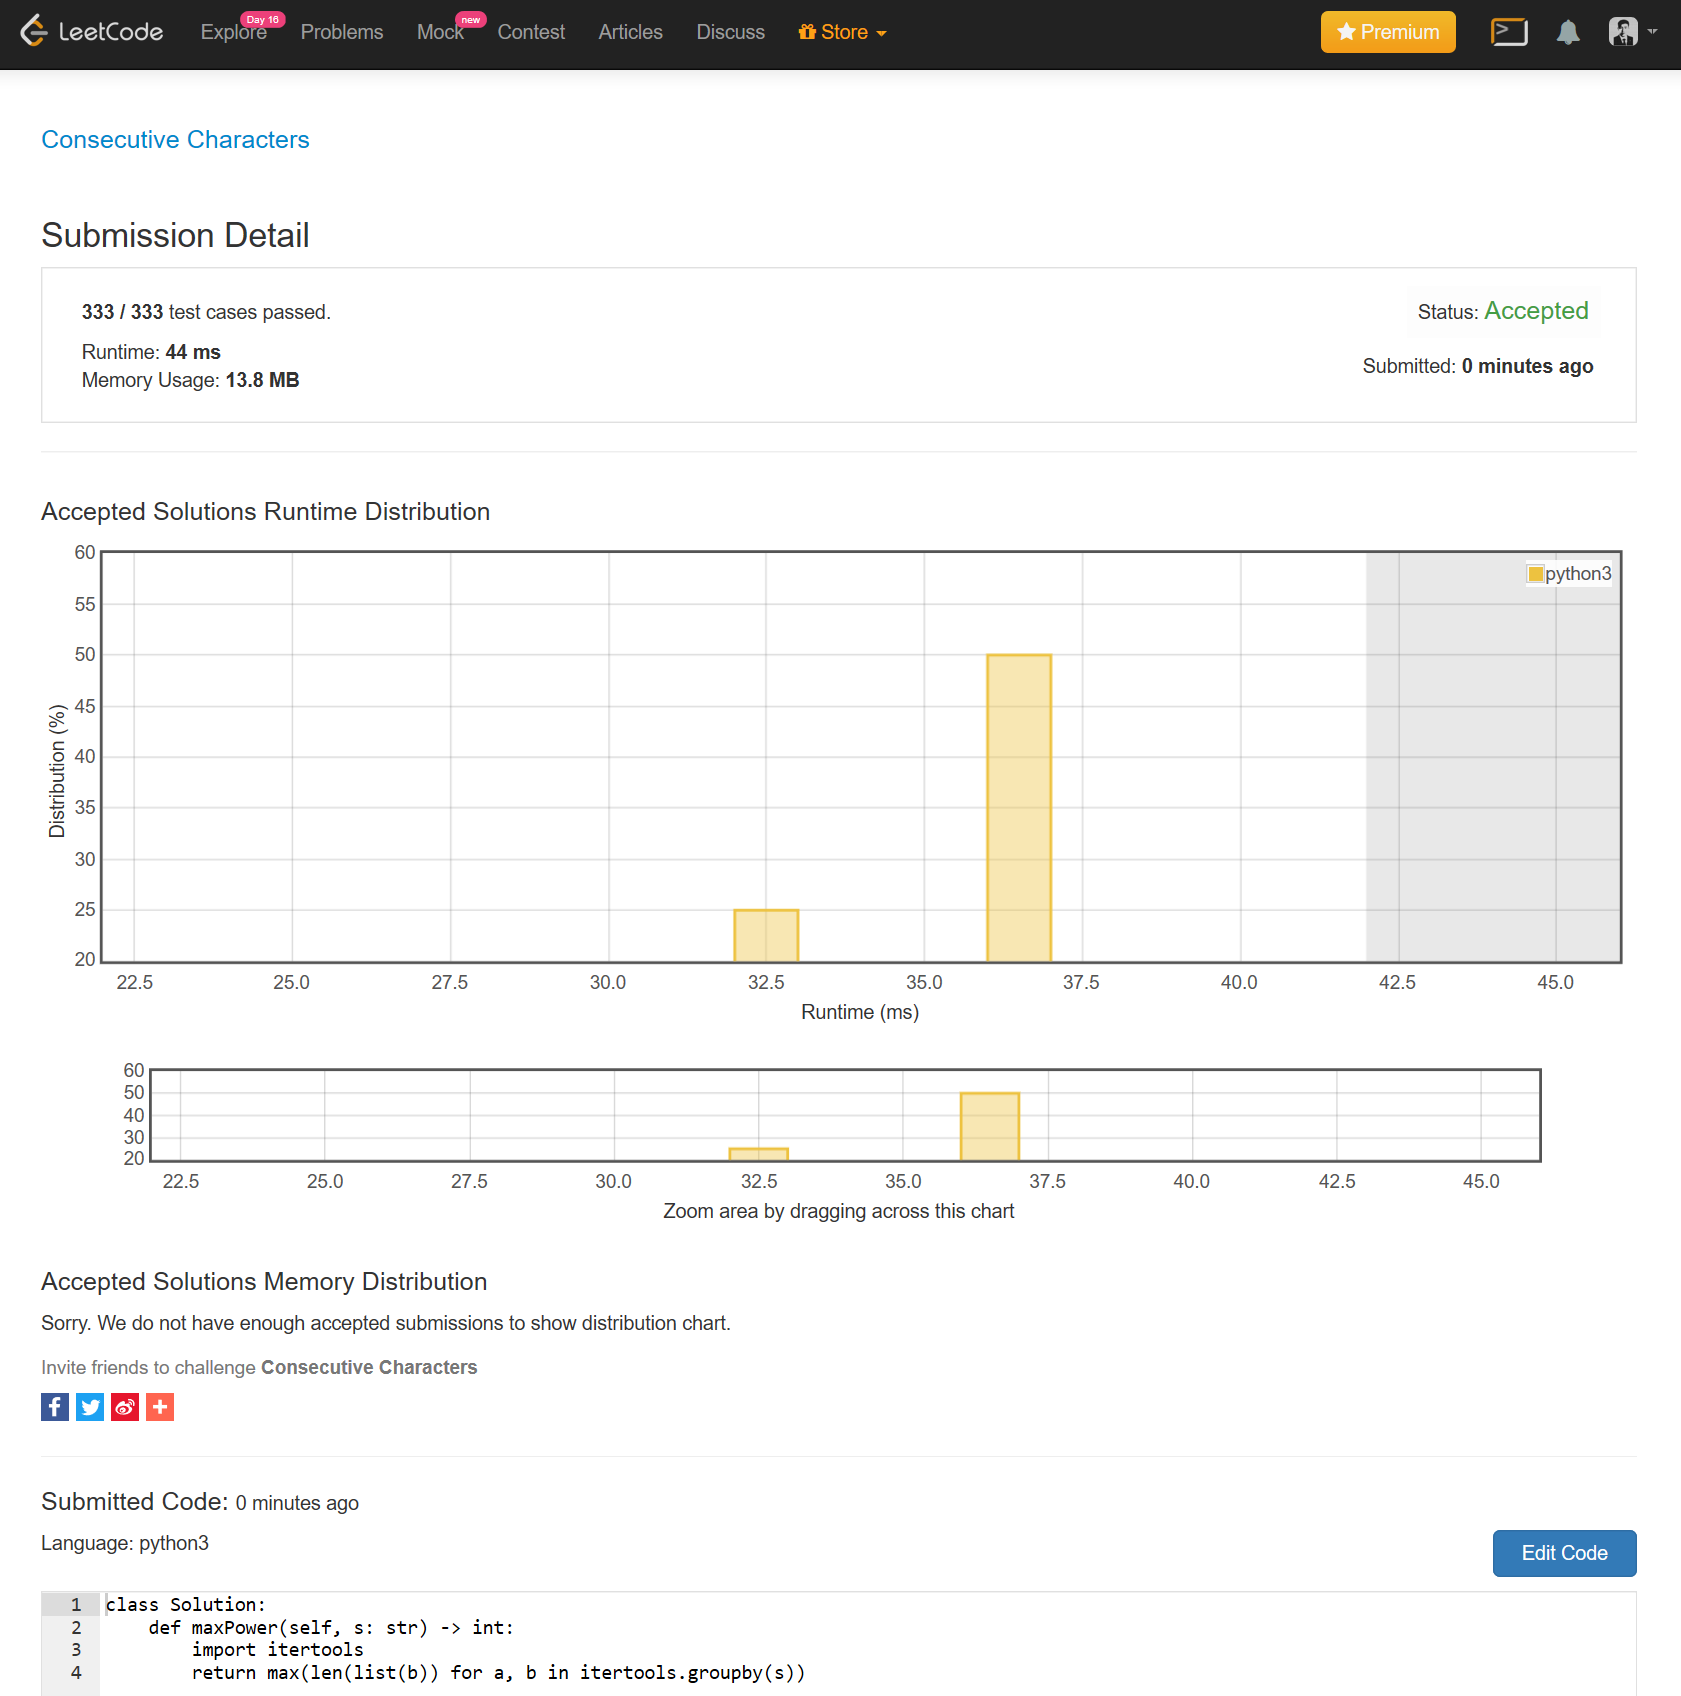 LeetCode Explore Day 16 Problems Mock new Contest Articles Discuss Store Premium
Consecutive Characters
Submission Detail
333 / 333 test cases passed.
Status: Accepted
Runtime: 44 ms
Submitted: 0 minutes ago
Memory Usage: 13.8 MB
Accepted Solutions Runtime Distribution
60
python3
55
50
45
40
35
30
25
20
Distribution (%)
22.5 25.0 27.5 30.0 32.5 35.0 37.5 40.0 42.5 45.0
Runtime (ms)
60
50
40
30
20
22.5 25.0 27.5 30.0 32.5 35.0 37.5 40.0 42.5 45.0
Zoom area by dragging across this chart
Accepted Solutions Memory Distribution
Sorry. We do not have enough accepted submissions to show distribution chart.
Invite friends to challenge Consecutive Characters
Submitted Code: 0 minutes ago
Language: python3
Edit Code
1 class Solution:
2     def maxPower(self, s: str) -> int:
3         import itertools
4         return max(len(list(b)) for a, b in itertools.groupby(s))